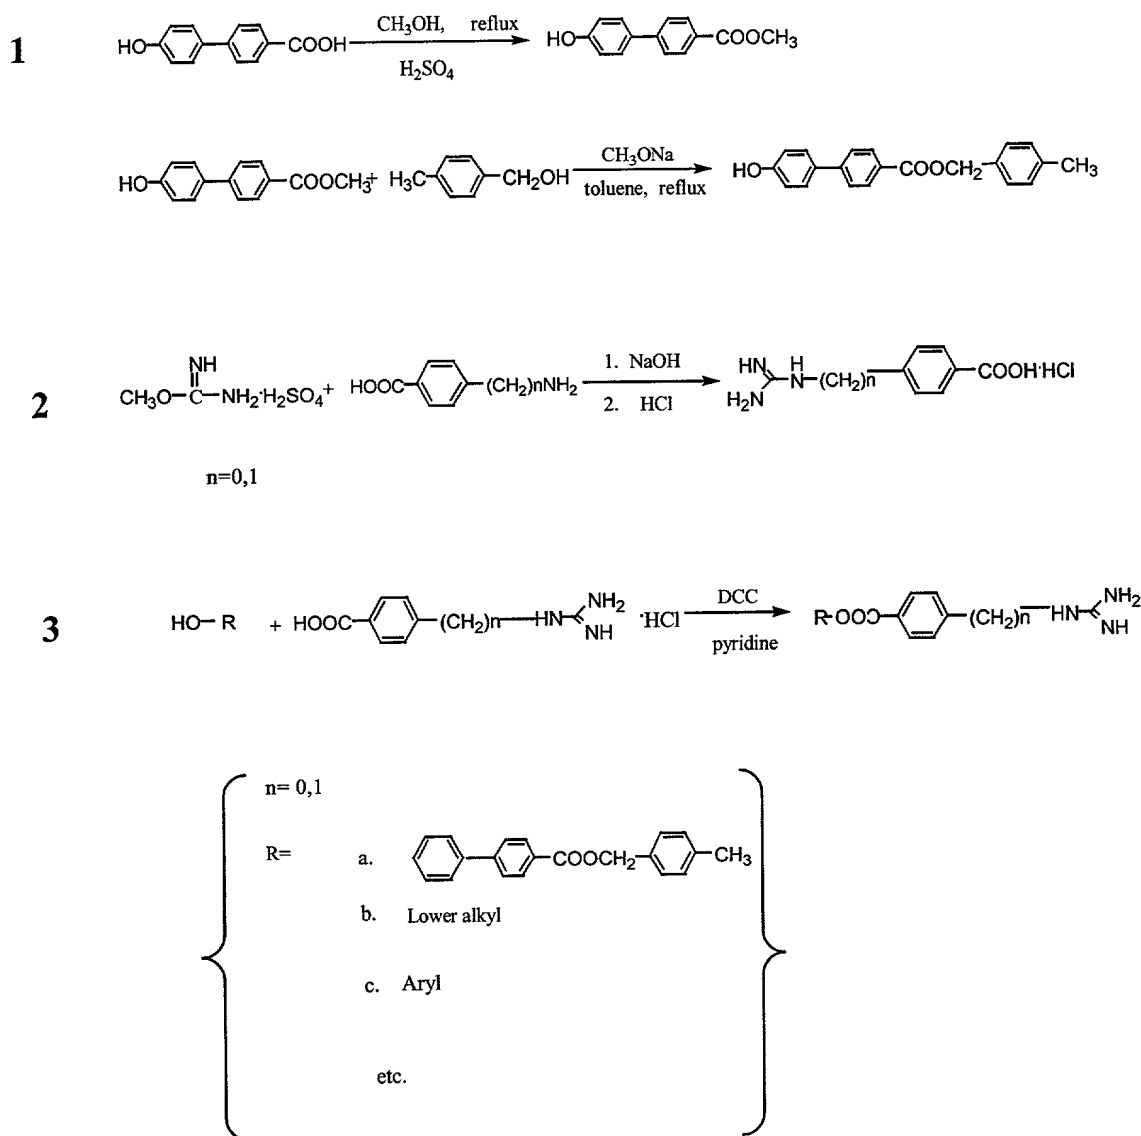 1
HO COOH CH3OH, reflux H2SO4 HO COOCH3
HO COOCH3 + H3C CH2OH CH3ONa toluene, reflux HO COOCH2 CH3
2
NH CH3O C NH2·H2SO4 + HOOC (CH2)nNH2 1. NaOH 2. HCl HN H2N H N (CH2)n COOH·HCl
n=0,1
3
HO R + HOOC (CH2)n HN NH2 NH ·HCl DCC pyridine R OOC (CH2)n HN NH2 NH
n= 0,1
R= a. COOCH2 CH3
b. Lower alkyl
c. Aryl
etc.